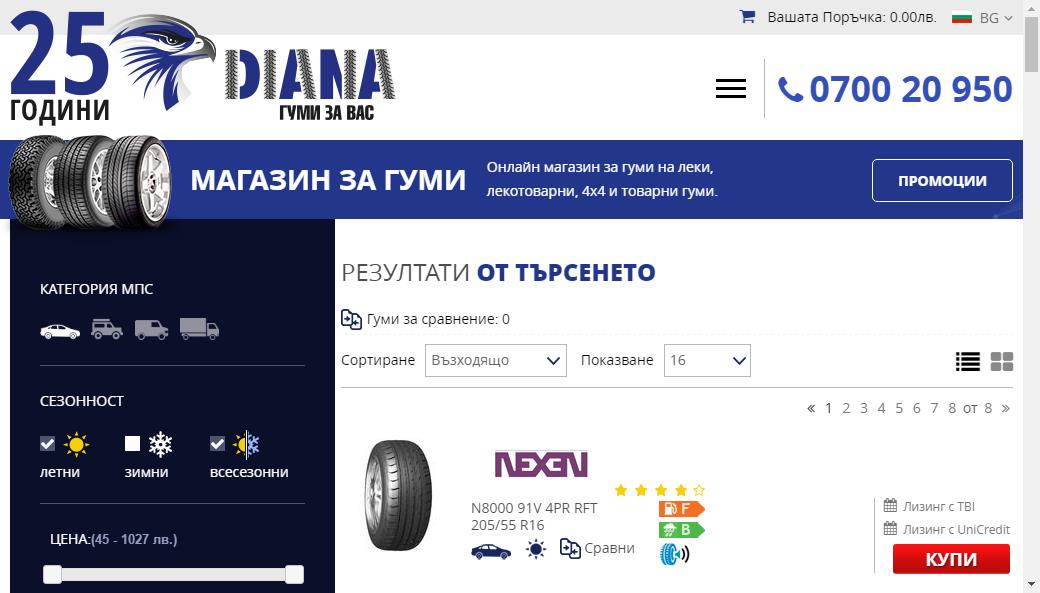 Вашата Поръчка: 0.00лв.
BG
25
ГОДИНИ
DIANA
ГУМИ ЗА ВАС
0700 20 950
МАГАЗИН ЗА ГУМИ
Онлайн магазин за гуми на леки,
лекотоварни, 4x4 и товарни гуми.
ПРОМОЦИИ
КАТЕГОРИЯ МПС
СЕЗОННОСТ
летни
зимни
всесезонни
ЦЕНА:(45 - 1027 лв.)
РЕЗУЛТАТИ ОТ ТЪРСЕНЕТО
Гуми за сравнение: 0
Сортиране
Възходящо
Показване
16
« 1 2 3 4 5 6 7 8 от 8 »
NEXEN
N8000 91V 4PR RFT
205/55 R16
Сравни
F
B
Лизинг с TBI
Лизинг с UniCredit
КУПИ